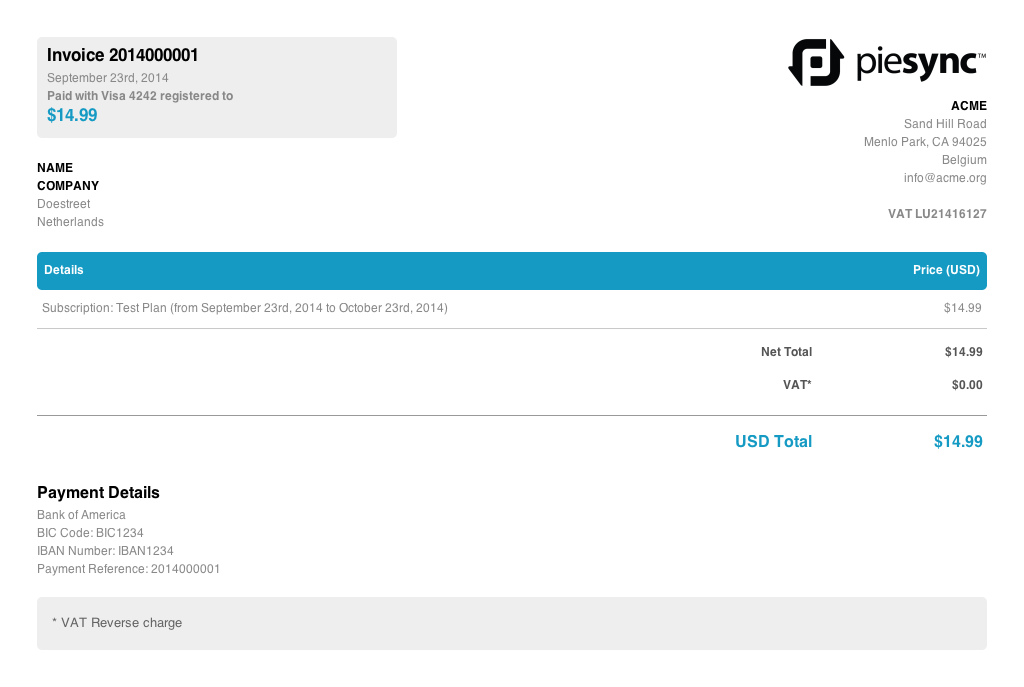 Invoice 2014000001
September 23rd, 2014
Paid with Visa 4242 registered to
$14.99
piesync™
ACME
Sand Hill Road
Menlo Park, CA 94025
Belgium
info@acme.org
VAT LU21416127
NAME
COMPANY
Doestreet
Netherlands
Details Price (USD)
Subscription: Test Plan (from September 23rd, 2014 to October 23rd, 2014) $14.99
Net Total $14.99
VAT* $0.00
USD Total $14.99
Payment Details
Bank of America
BIC Code: BIC1234
IBAN Number: IBAN1234
Payment Reference: 2014000001
* VAT Reverse charge